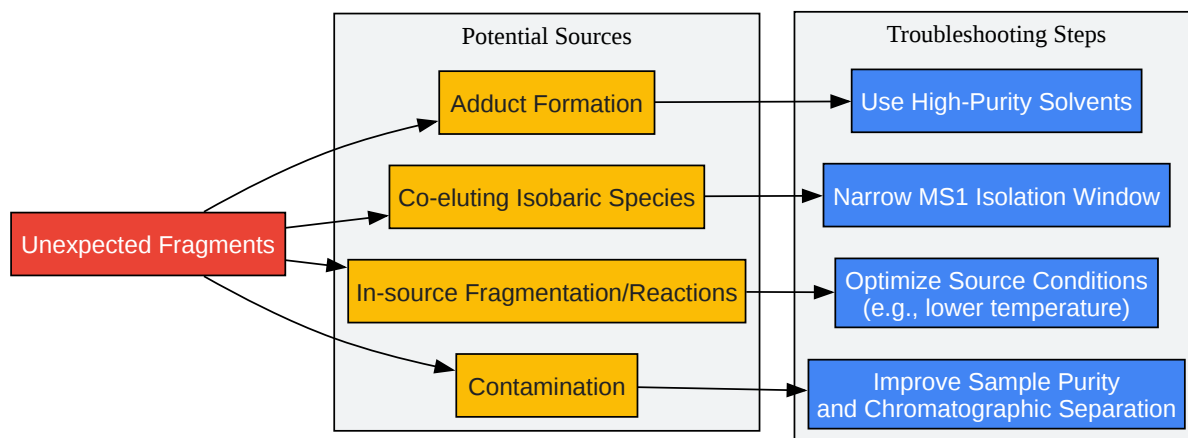 Potential Sources
Troubleshooting Steps
Unexpected Fragments
Adduct Formation
Use High-Purity Solvents
Co-eluting Isobaric Species
Narrow MS1 Isolation Window
In-source Fragmentation/Reactions
Optimize Source Conditions
(e.g., lower temperature)
Contamination
Improve Sample Purity
and Chromatographic Separation